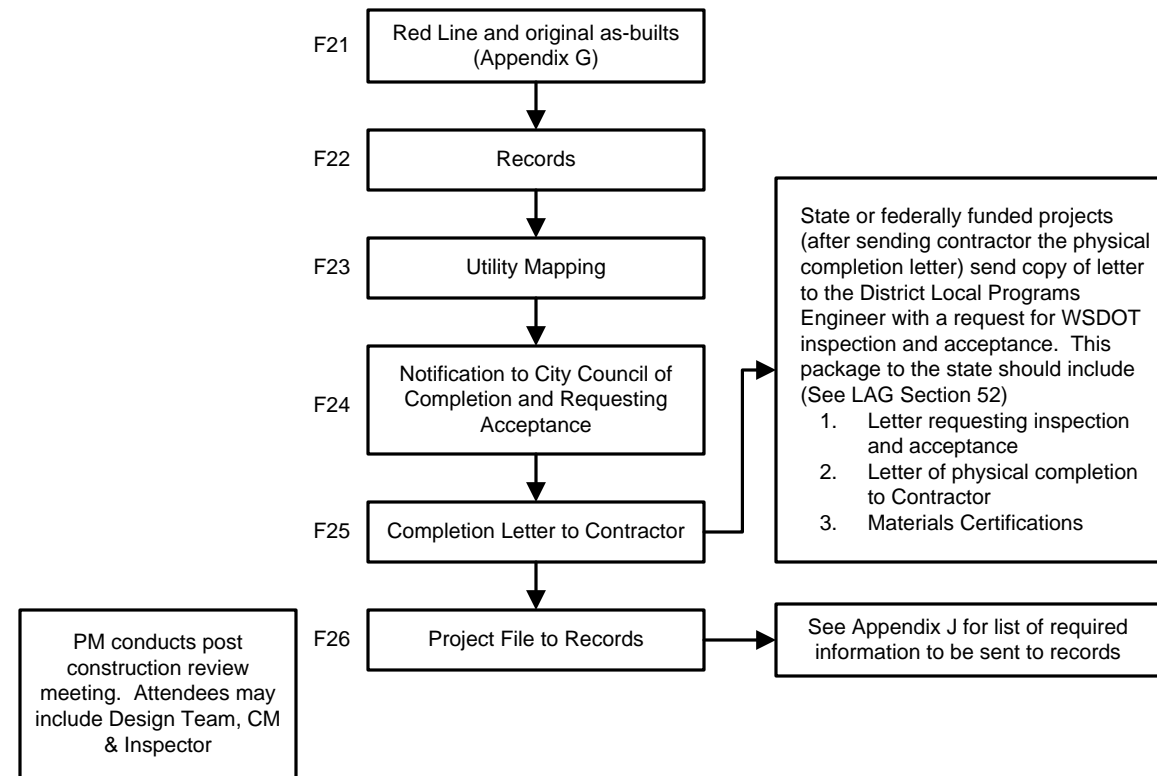 F21
Red Line and original as-builts
(Appendix G)
F22
Records
F23
Utility Mapping
F24
Notification to City Council of
Completion and Requesting
Acceptance
F25
Completion Letter to Contractor
State or federally funded projects
(after sending contractor the physical
completion letter) send copy of letter
to the District Local Programs
Engineer with a request for WSDOT
inspection and acceptance.  This
package to the state should include
(See LAG Section 52)
1. Letter requesting inspection
and acceptance
2. Letter of physical completion
to Contractor
3. Materials Certifications
F26
Project File to Records
See Appendix J for list of required
information to be sent to records
PM conducts post
construction review
meeting.  Attendees may
include Design Team, CM
& Inspector